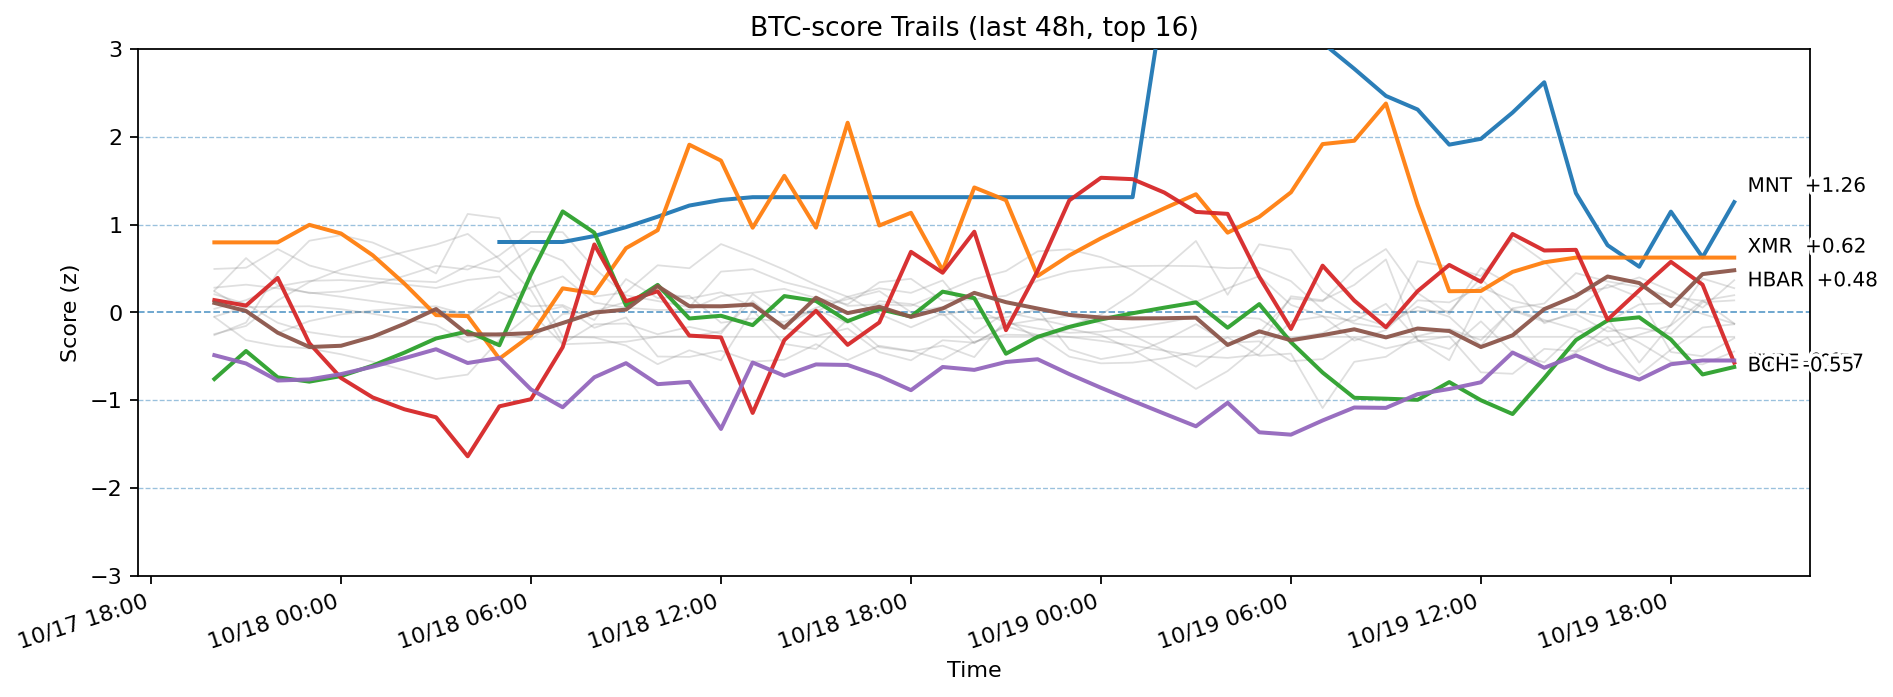 BTC-score Trails (last 48h, top 16)
Score (z)
3
2
1
0
−1
−2
−3
MNT +1.26
XMR +0.62
HBAR +0.48
BCH -0.55
10/17 18:00
10/18 00:00
10/18 06:00
10/18 12:00
10/18 18:00
10/19 00:00
10/19 06:00
10/19 12:00
10/19 18:00
Time